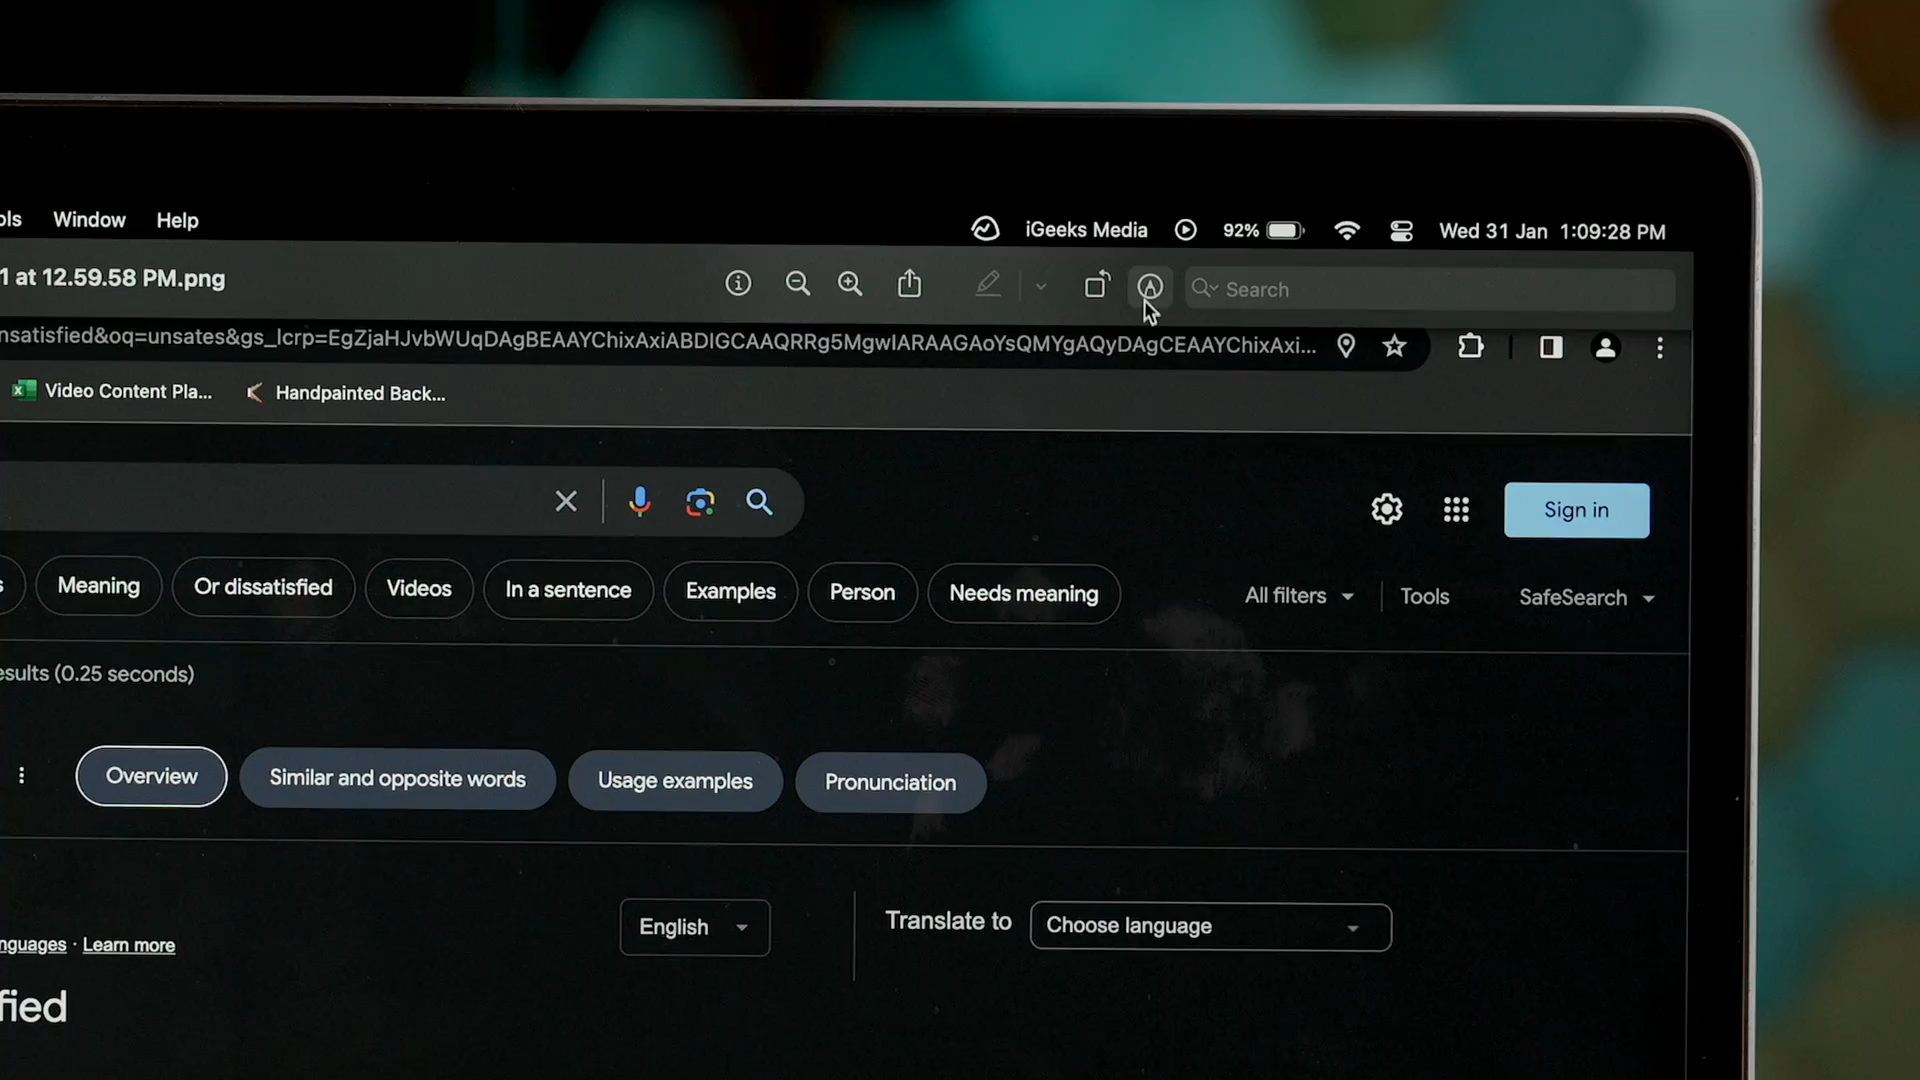 ols Window Help iGeeks Media 92% Wed 31 Jan 1:09:28 PM
1 at 12.59.58 PM.png Search
nsatisfied&oq=unsates&gs_lcrp=EgZjaHJvbWUqDAgBEAAYChixAxiABDIGCAAQRRg5MgwIARAAGAoYsQMYgAQyDAgCEAAYChixAxi...
Video Content Pla... Handpainted Back...
Sign in
s Meaning Or dissatisfied Videos In a sentence Examples Person Needs meaning All filters Tools SafeSearch
esults (0.25 seconds)
Overview Similar and opposite words Usage examples Pronunciation
English Translate to Choose language
nguages · Learn more
fied